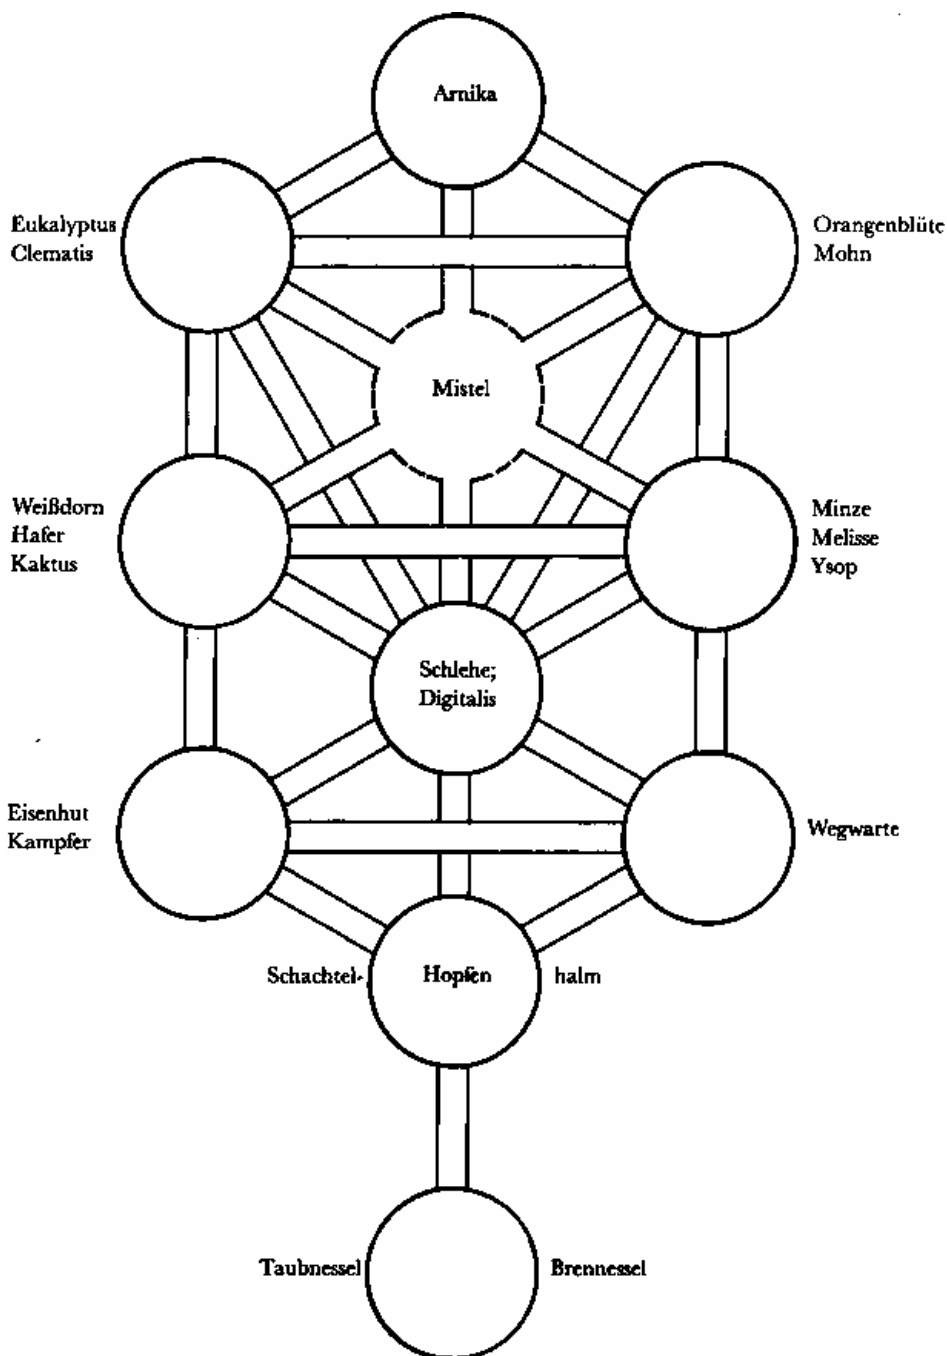 Arnika
Eukalyptus
Clematis
Orangenblüte
Mohn
Mistel
Weißdorn
Hafer
Kaktus
Minze
Melisse
Ysop
Schlehe;
Digitalis
Eisenhut
Kampfer
Wegwarte
Schachtel- Hopfen halm
Taubnessel Brennessel